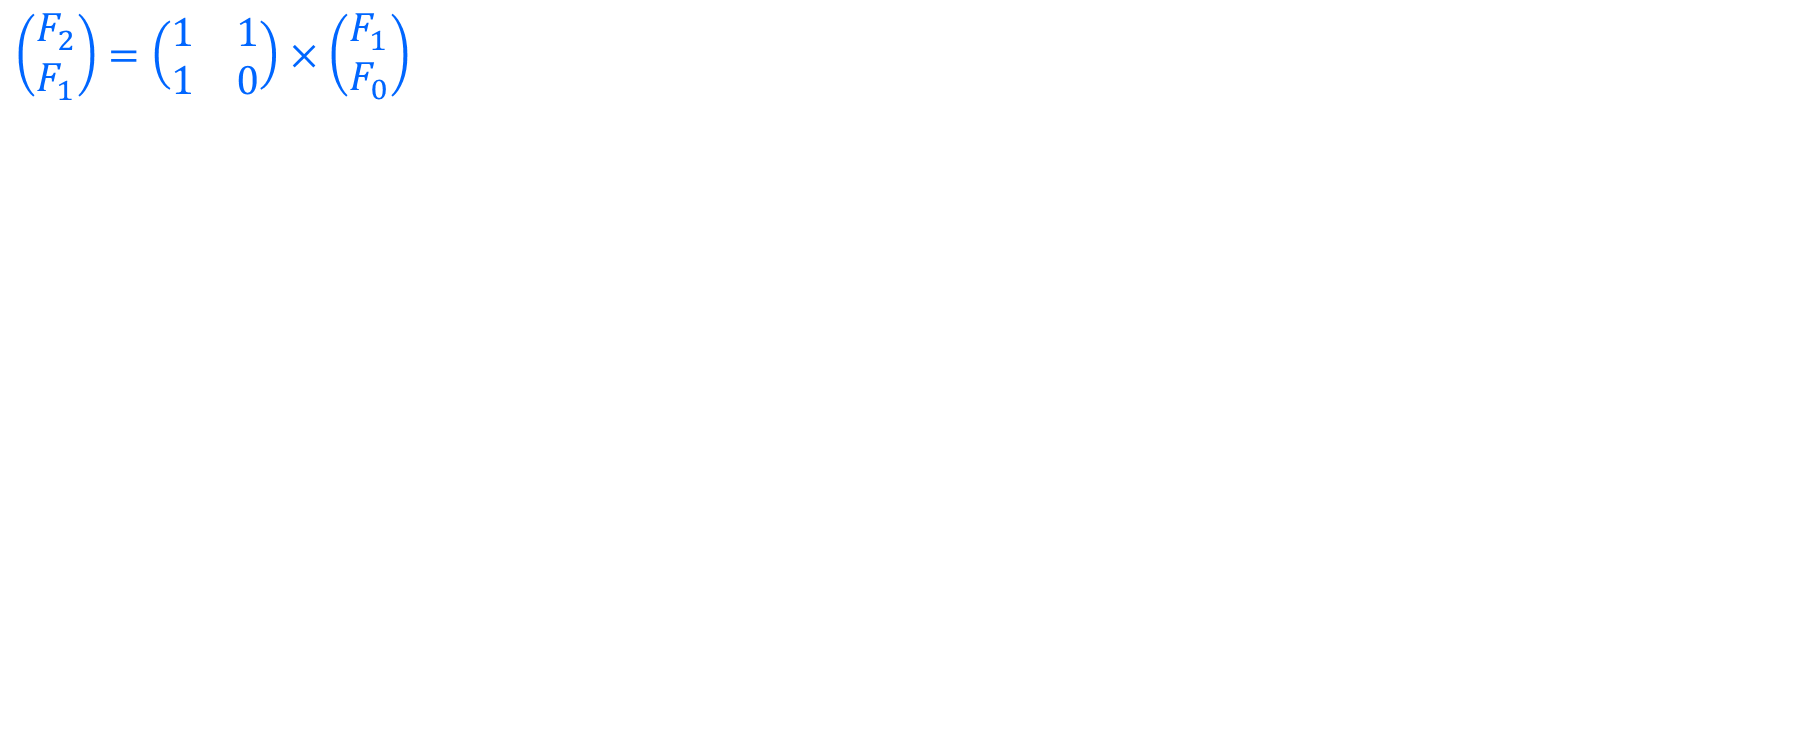 (F₂ F₁) = (1 1 1 0) × (F₁ F₀)